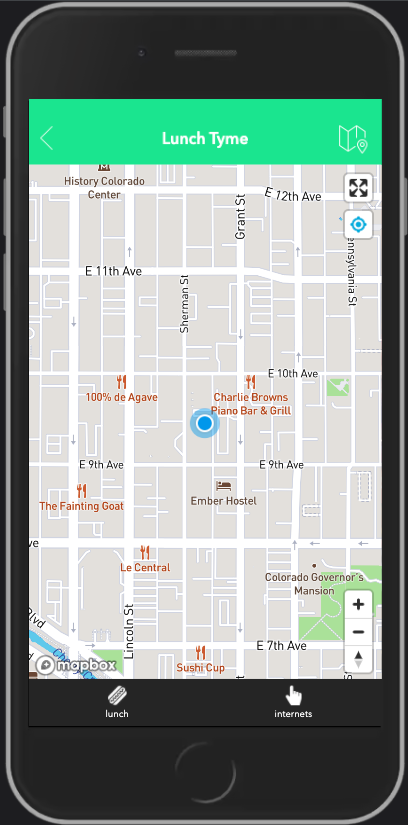 Lunch Tyme
History Colorado
Center
E 12th Ave
Grant St
E 11th Ave
Sherman St
E 10th Ave
100% de Agave
Charlie Browns
Piano Bar & Grill
E 9th Ave
E 9th Ave
Ember Hostel
The Fainting Goat
Le Central
Colorado Governor's
Mansion
Lincoln St
E 7th Ave
Sushi Cup
mapbox
lunch
internets